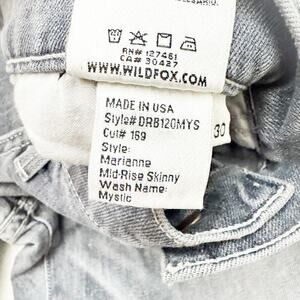 RN# 127461
CA# 30427
WWW.WILDFOX.COM
MADE IN USA
Style# DRB120MYS
Cut# 169
30
Style:
Marianne
Mid-Rise Skinny
Wash Name:
Mystic